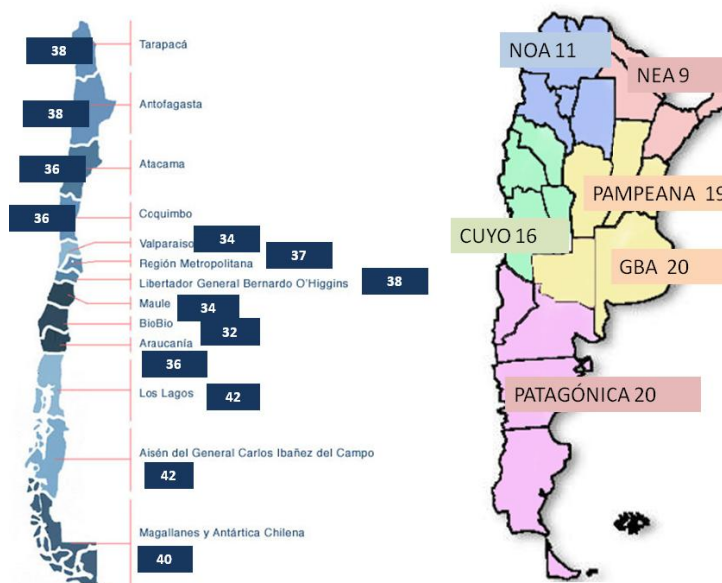 38
Tarapacá
38
Antofagasta
36
Atacama
36
Coquimbo
Valparaiso 34
Región Metropolitana 37
Libertador General Bernardo O'Higgins 38
Maule 34
BioBio 32
Araucanía
36
Los Lagos 42
Aisén del General Carlos Ibañez del Campo
42
Magallanes y Antártica Chilena
40
NOA 11
NEA 9
PAMPEANA 19
CUYO 16
GBA 20
PATAGÓNICA 20